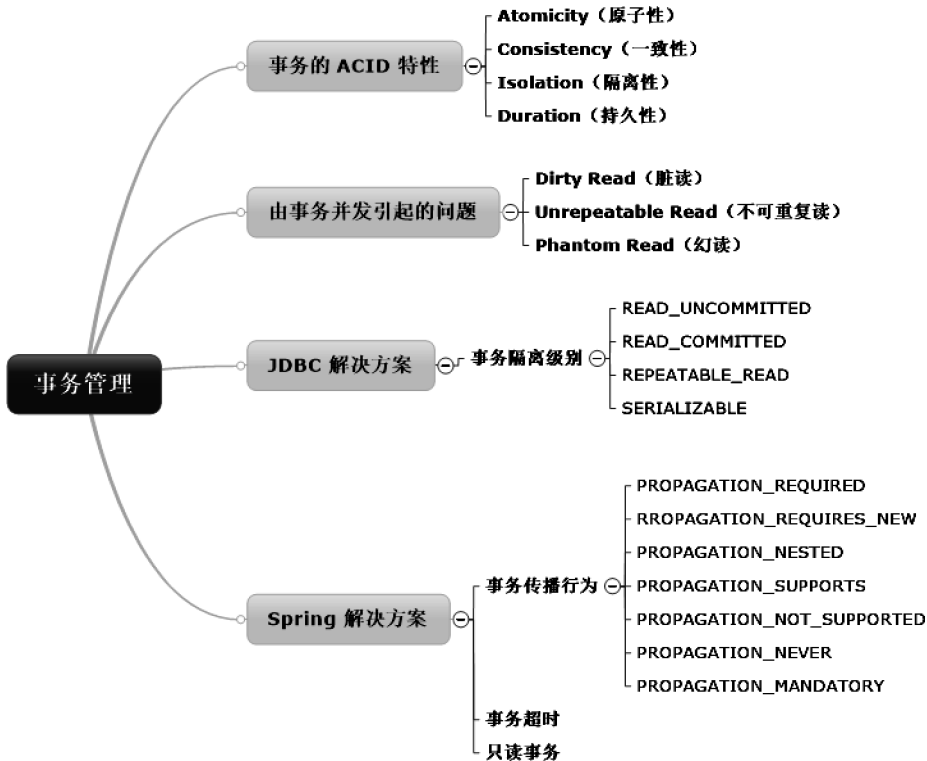 事务管理
事务的 ACID 特性
Atomicity（原子性）
Consistency（一致性）
Isolation（隔离性）
Duration（持久性）
由事务并发引起的问题
Dirty Read（脏读）
Unrepeatable Read（不可重复读）
Phantom Read（幻读）
JDBC 解决方案
事务隔离级别
READ_UNCOMMITTED
READ_COMMITTED
REPEATABLE_READ
SERIALIZABLE
Spring 解决方案
事务传播行为
PROPAGATION_REQUIRED
RROPAGATION_REQUIRES_NEW
PROPAGATION_NESTED
PROPAGATION_SUPPORTS
PROPAGATION_NOT_SUPPORTED
PROPAGATION_NEVER
PROPAGATION_MANDATORY
事务超时
只读事务